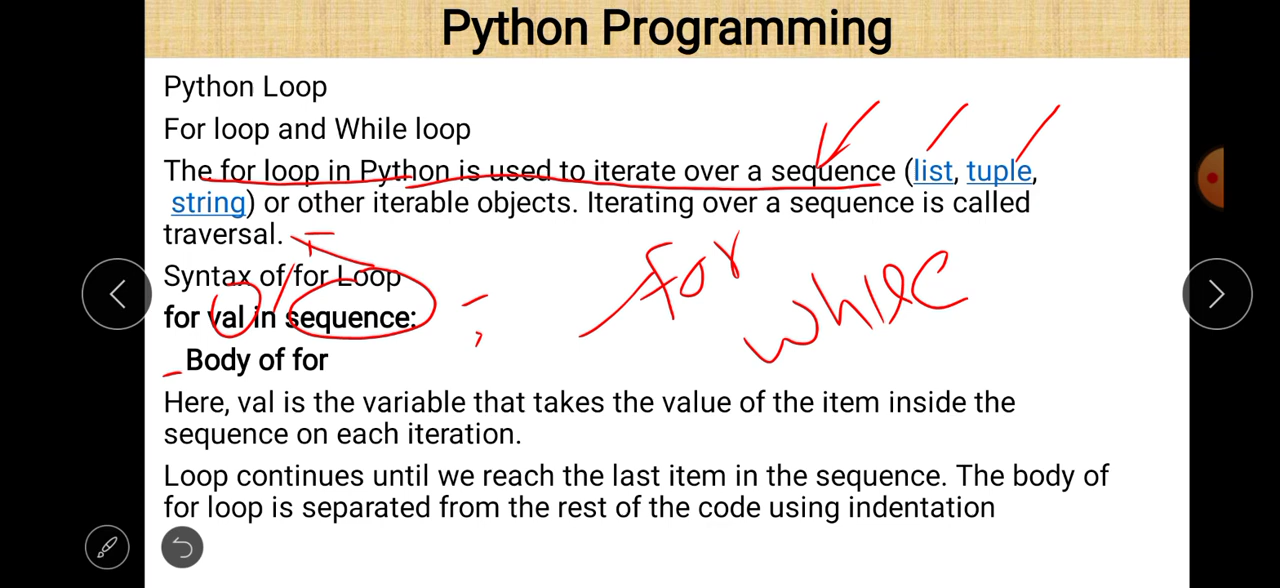 Python Programming
Python Loop
For loop and While loop
The for loop in Python is used to iterate over a sequence (list, tuple,
string) or other iterable objects. Iterating over a sequence is called
traversal.
for
while
Syntax of for Loop
for val in sequence:
Body of for
Here, val is the variable that takes the value of the item inside the
sequence on each iteration.
Loop continues until we reach the last item in the sequence. The body of
for loop is separated from the rest of the code using indentation